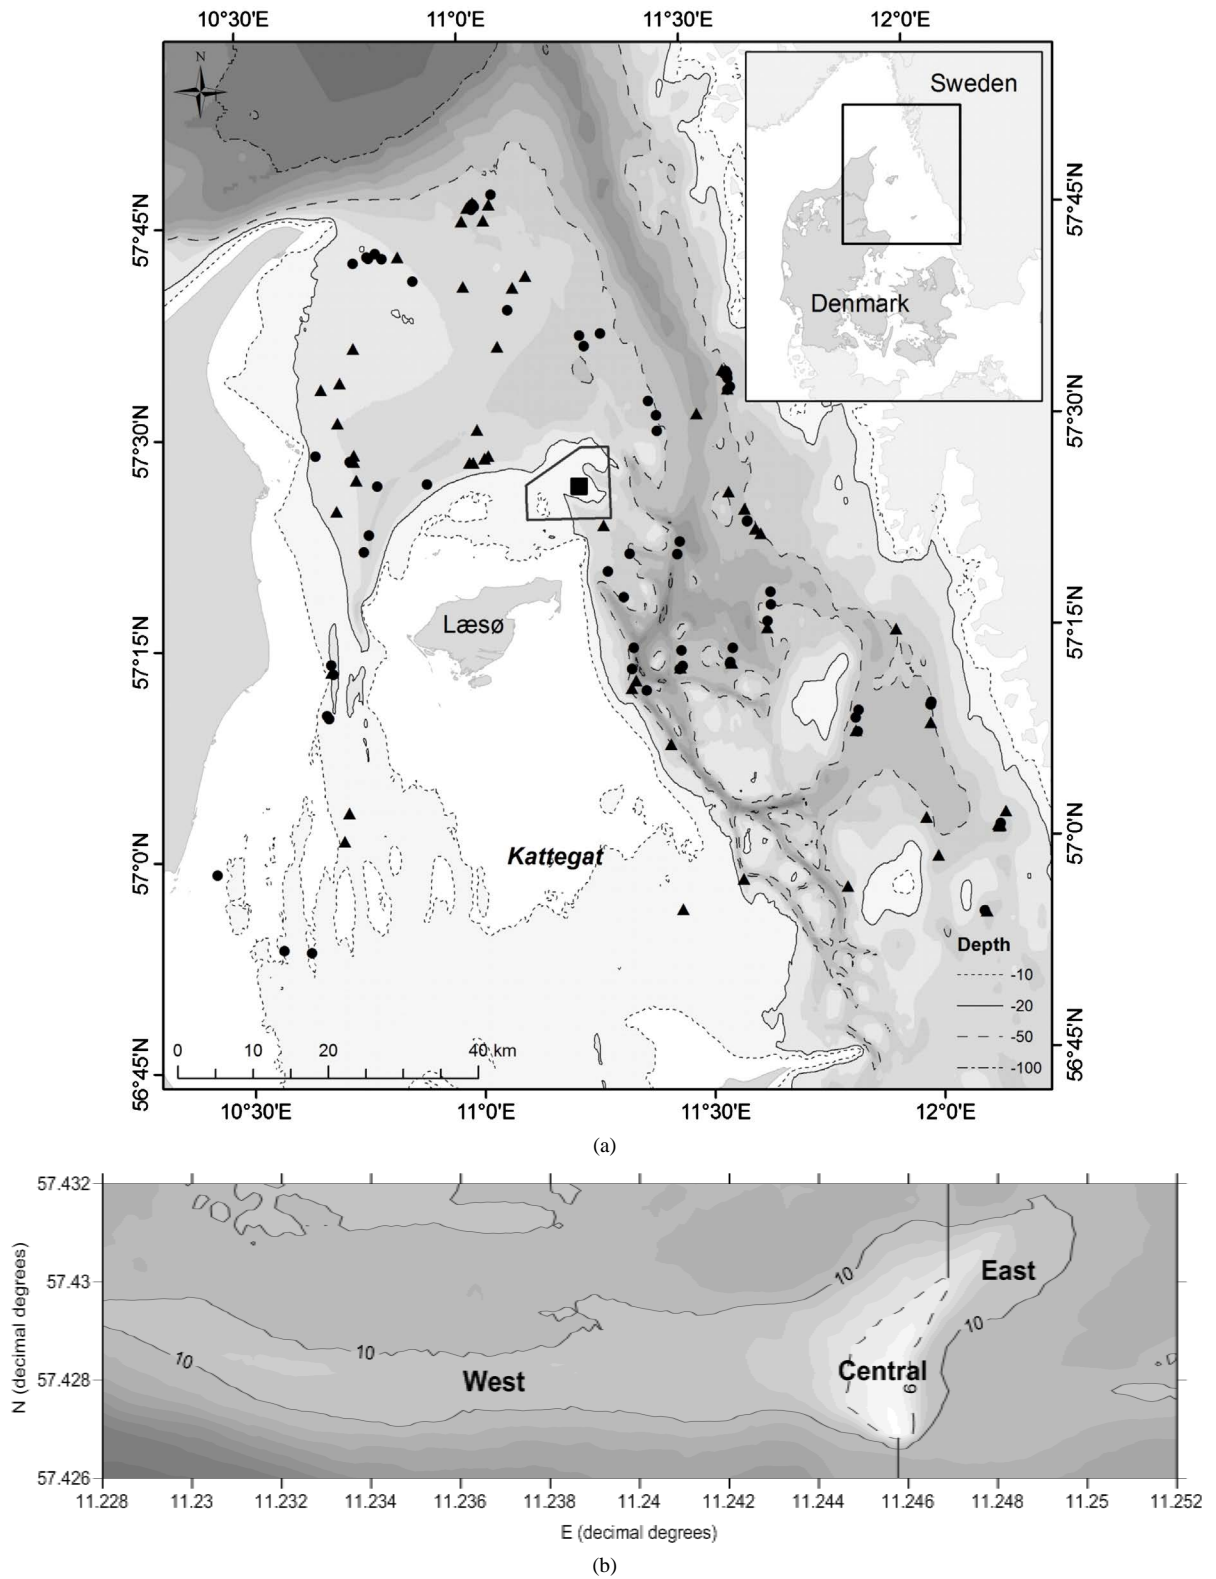 10°30'E 11°0'E 11°30'E 12°0'E
N
Sweden
Denmark
57°45'N 57°45'N
57°30'N 57°30'N
57°15'N 57°15'N
57°0'N 57°0'N
56°45'N 56°45'N
Læsø
Kattegat
Depth
-10
-20
-50
-100
0 10 20 40 km
10°30'E 11°0'E 11°30'E 12°0'E
(a)
57.432
57.43
57.428
57.426
N (decimal degrees)
10
East
10
10
10
West
Central
6
11.228 11.23 11.232 11.234 11.236 11.238 11.24 11.242 11.244 11.246 11.248 11.25 11.252
E (decimal degrees)
(b)